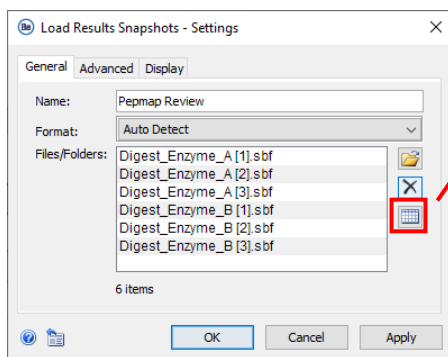 Be Load Results Snapshots - Settings
General Advanced Display
Name: Pepmap Review
Format: Auto Detect
Files/Folders: Digest_Enzyme_A [1].sbf
Digest_Enzyme_A [2].sbf
Digest_Enzyme_A [3].sbf
Digest_Enzyme_B [1].sbf
Digest_Enzyme_B [2].sbf
Digest_Enzyme_B [3].sbf
6 items
OK Cancel Apply